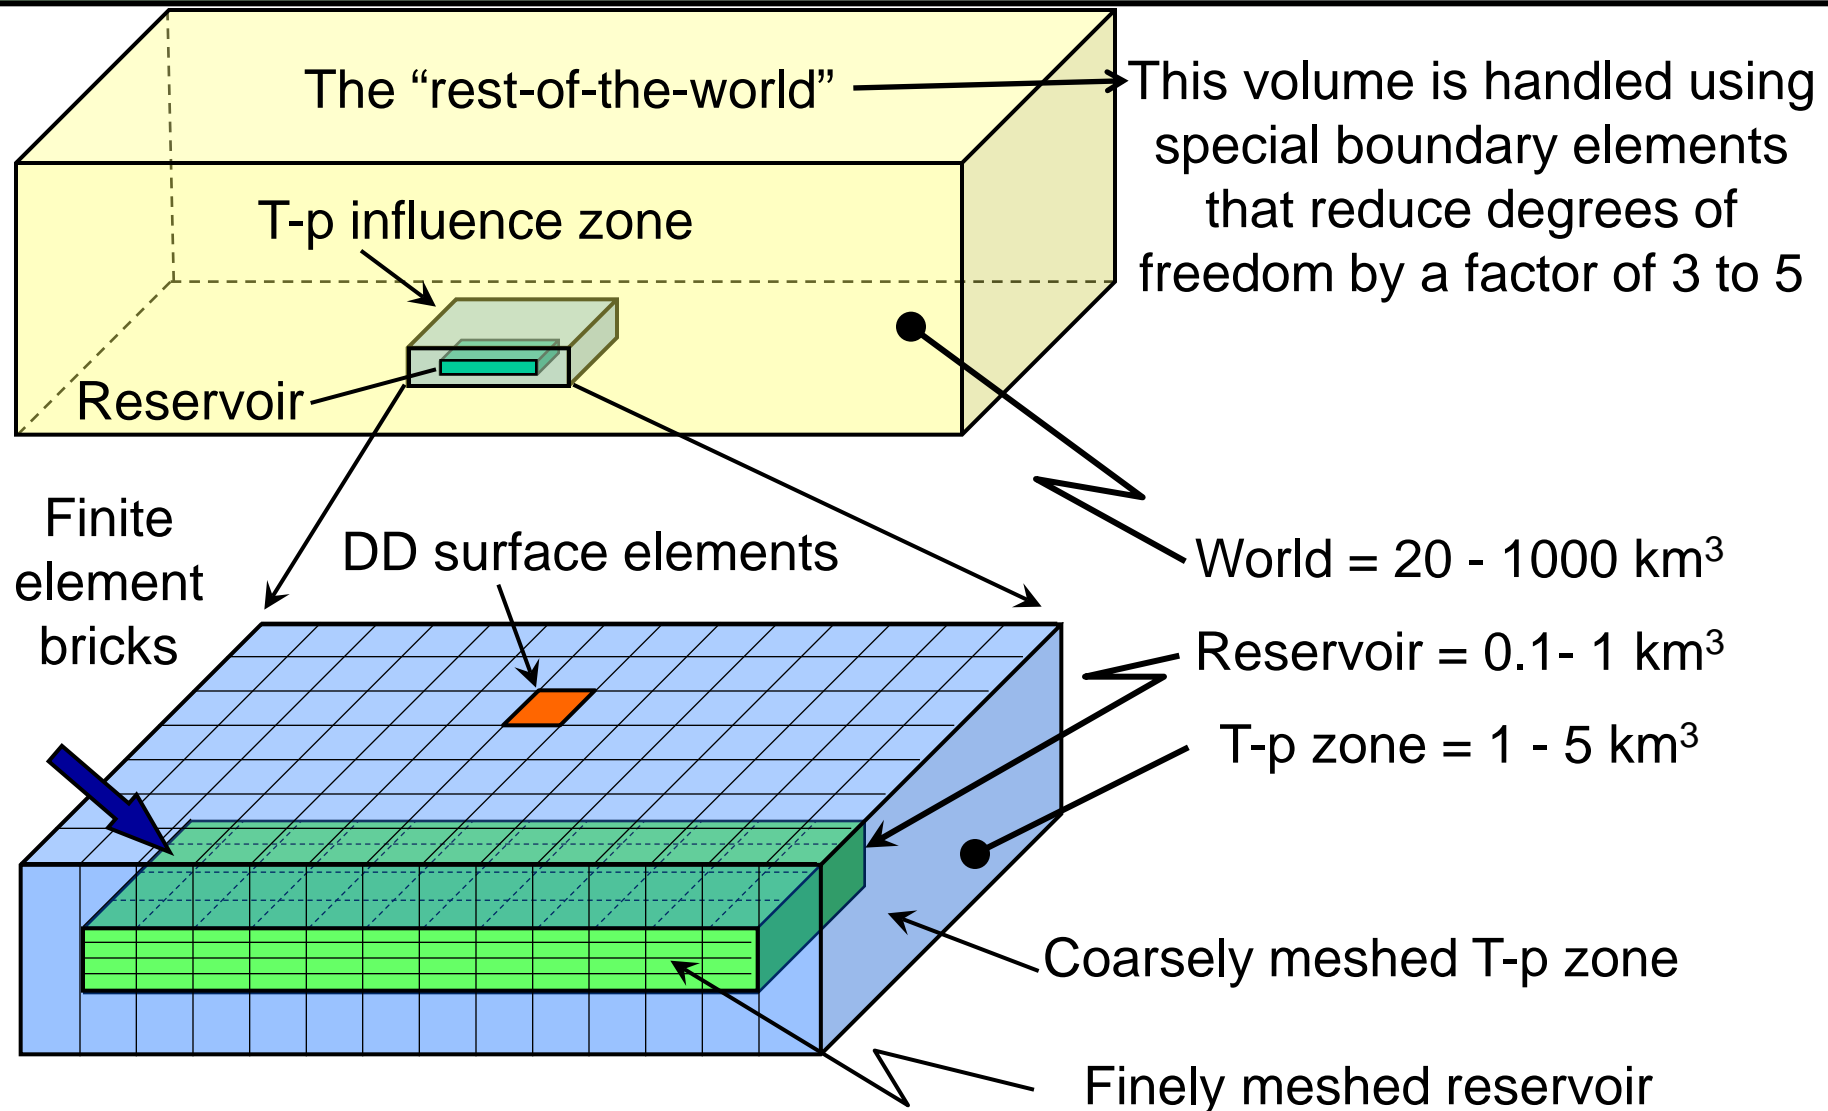 The “rest-of-the-world”
This volume is handled using
special boundary elements
that reduce degrees of
freedom by a factor of 3 to 5
T-p influence zone
Reservoir
Finite
element
bricks
DD surface elements
World = 20 - 1000 km³
Reservoir = 0.1- 1 km³
T-p zone = 1 - 5 km³
Coarsely meshed T-p zone
Finely meshed reservoir